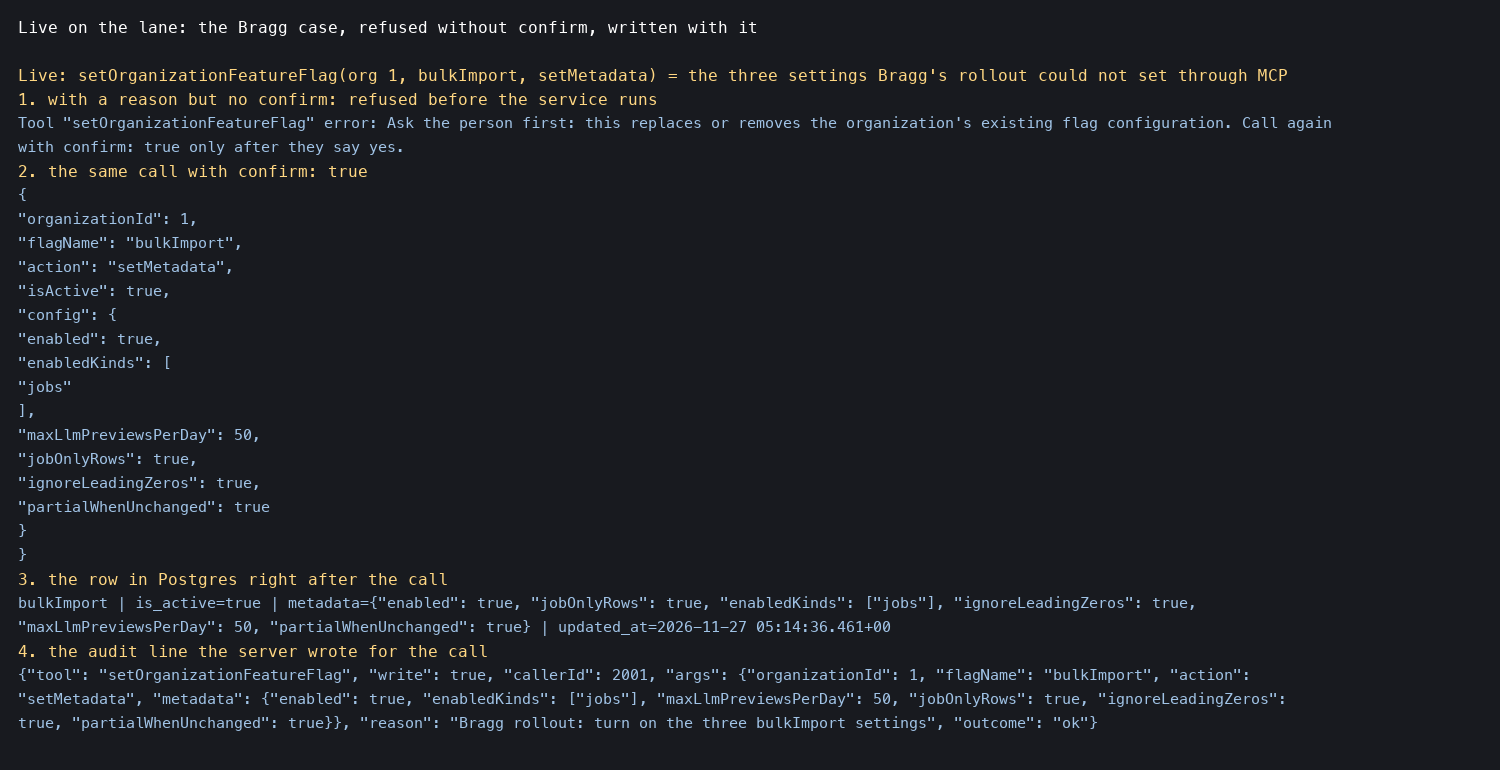 Live on the lane: the Bragg case, refused without confirm, written with it
Live: setOrganizationFeatureFlag(org 1, bulkImport, setMetadata) = the three settings Bragg's rollout could not set through MCP
1. with a reason but no confirm: refused before the service runs
Tool "setOrganizationFeatureFlag" error: Ask the person first: this replaces or removes the organization's existing flag configuration. Call again
with confirm: true only after they say yes.
2. the same call with confirm: true
{
"organizationId": 1,
"flagName": "bulkImport",
"action": "setMetadata",
"isActive": true,
"config": {
"enabled": true,
"enabledKinds": [
"jobs"
],
"maxLlmPreviewsPerDay": 50,
"jobOnlyRows": true,
"ignoreLeadingZeros": true,
"partialWhenUnchanged": true
}
}
3. the row in Postgres right after the call
bulkImport | is_active=true | metadata={"enabled": true, "jobOnlyRows": true, "enabledKinds": ["jobs"], "ignoreLeadingZeros": true,
"maxLlmPreviewsPerDay": 50, "partialWhenUnchanged": true} | updated_at=2026-11-27 05:14:36.461+00
4. the audit line the server wrote for the call
{"tool": "setOrganizationFeatureFlag", "write": true, "callerId": 2001, "args": {"organizationId": 1, "flagName": "bulkImport", "action":
"setMetadata", "metadata": {"enabled": true, "enabledKinds": ["jobs"], "maxLlmPreviewsPerDay": 50, "jobOnlyRows": true, "ignoreLeadingZeros":
true, "partialWhenUnchanged": true}}, "reason": "Bragg rollout: turn on the three bulkImport settings", "outcome": "ok"}